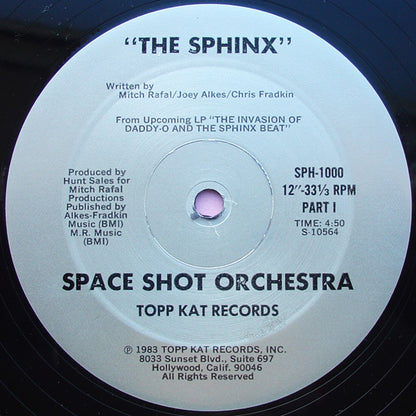 "THE SPHINX"
Written by
Mitch Rafal/Joey Alkes/Chris Fradkin
From Upcoming LP "THE INVASION OF
DADDY-O AND THE SPHINX BEAT"
Produced by
Hunt Sales for
Mitch Rafal
Productions
Published by
Alkes-Fradkin
Music (BMI)
M.R. Music
(BMI)
SPH-1000
12"-33⅓ RPM
PART I
TIME: 4:50
S-10564
SPACE SHOT ORCHESTRA
TOPP KAT RECORDS
℗ 1983 TOPP KAT RECORDS, INC.
8033 Sunset Blvd., Suite 697
Hollywood, Calif. 90046
All Rights Reserved